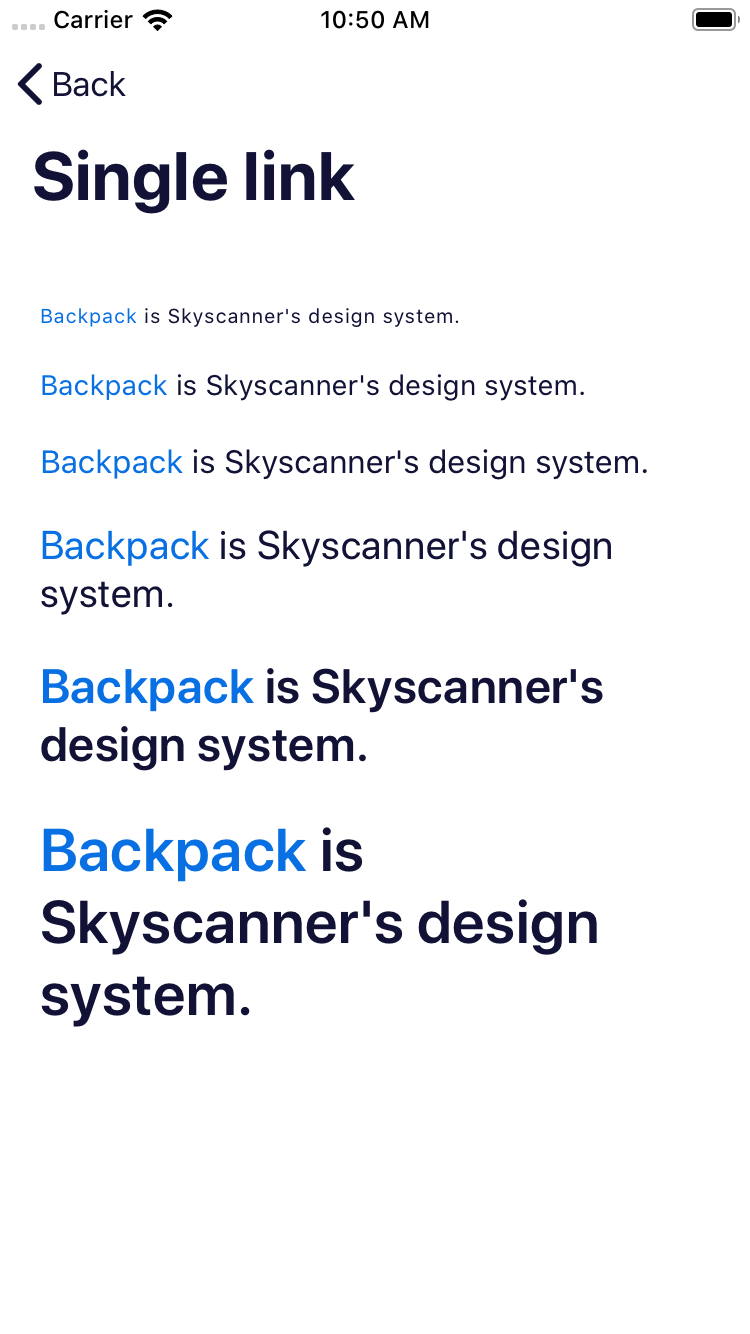 Carrier 10:50 AM
Back
Single link
Backpack is Skyscanner's design system.
Backpack is Skyscanner's design system.
Backpack is Skyscanner's design system.
Backpack is Skyscanner's design
system.
Backpack is Skyscanner's
design system.
Backpack is
Skyscanner's design
system.